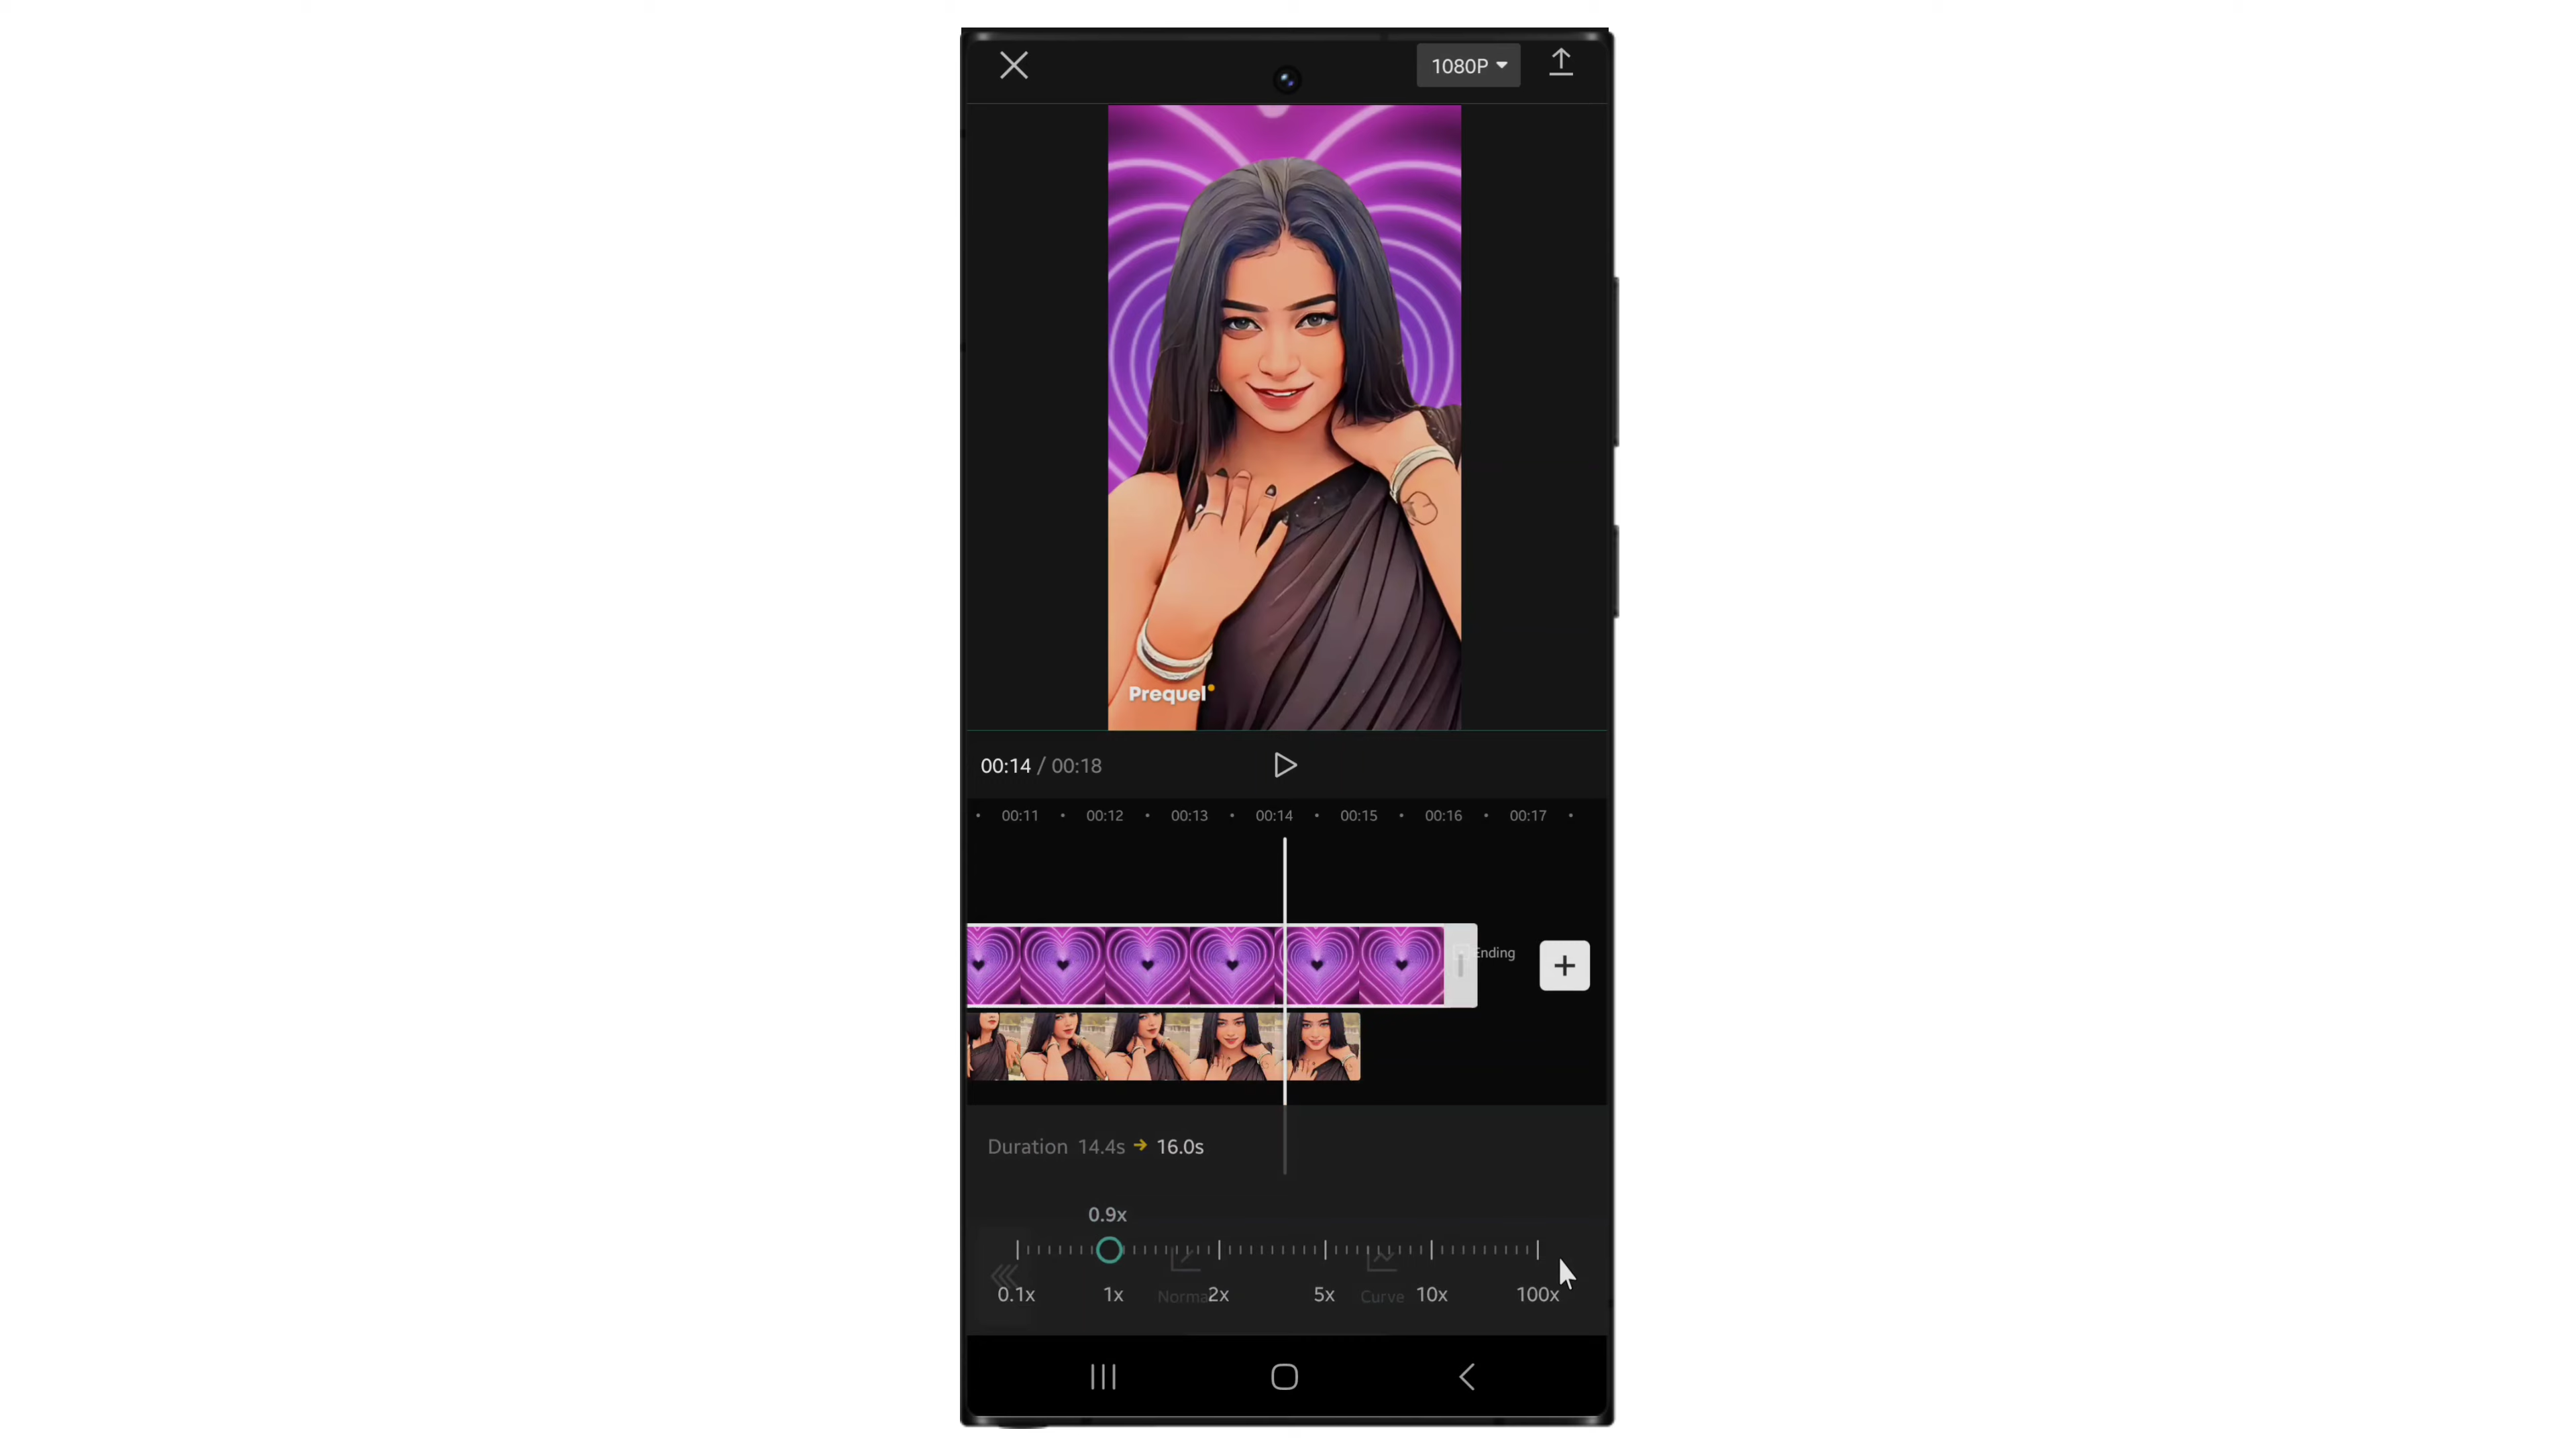 1080P
Prequel
00:14 / 00:18
00:11 00:12 00:13 00:14 00:15 00:16 00:17
Ending
Duration 14.4s → 16.0s
0.9x
0.1x 1x 2x 5x 10x 100x
Curve